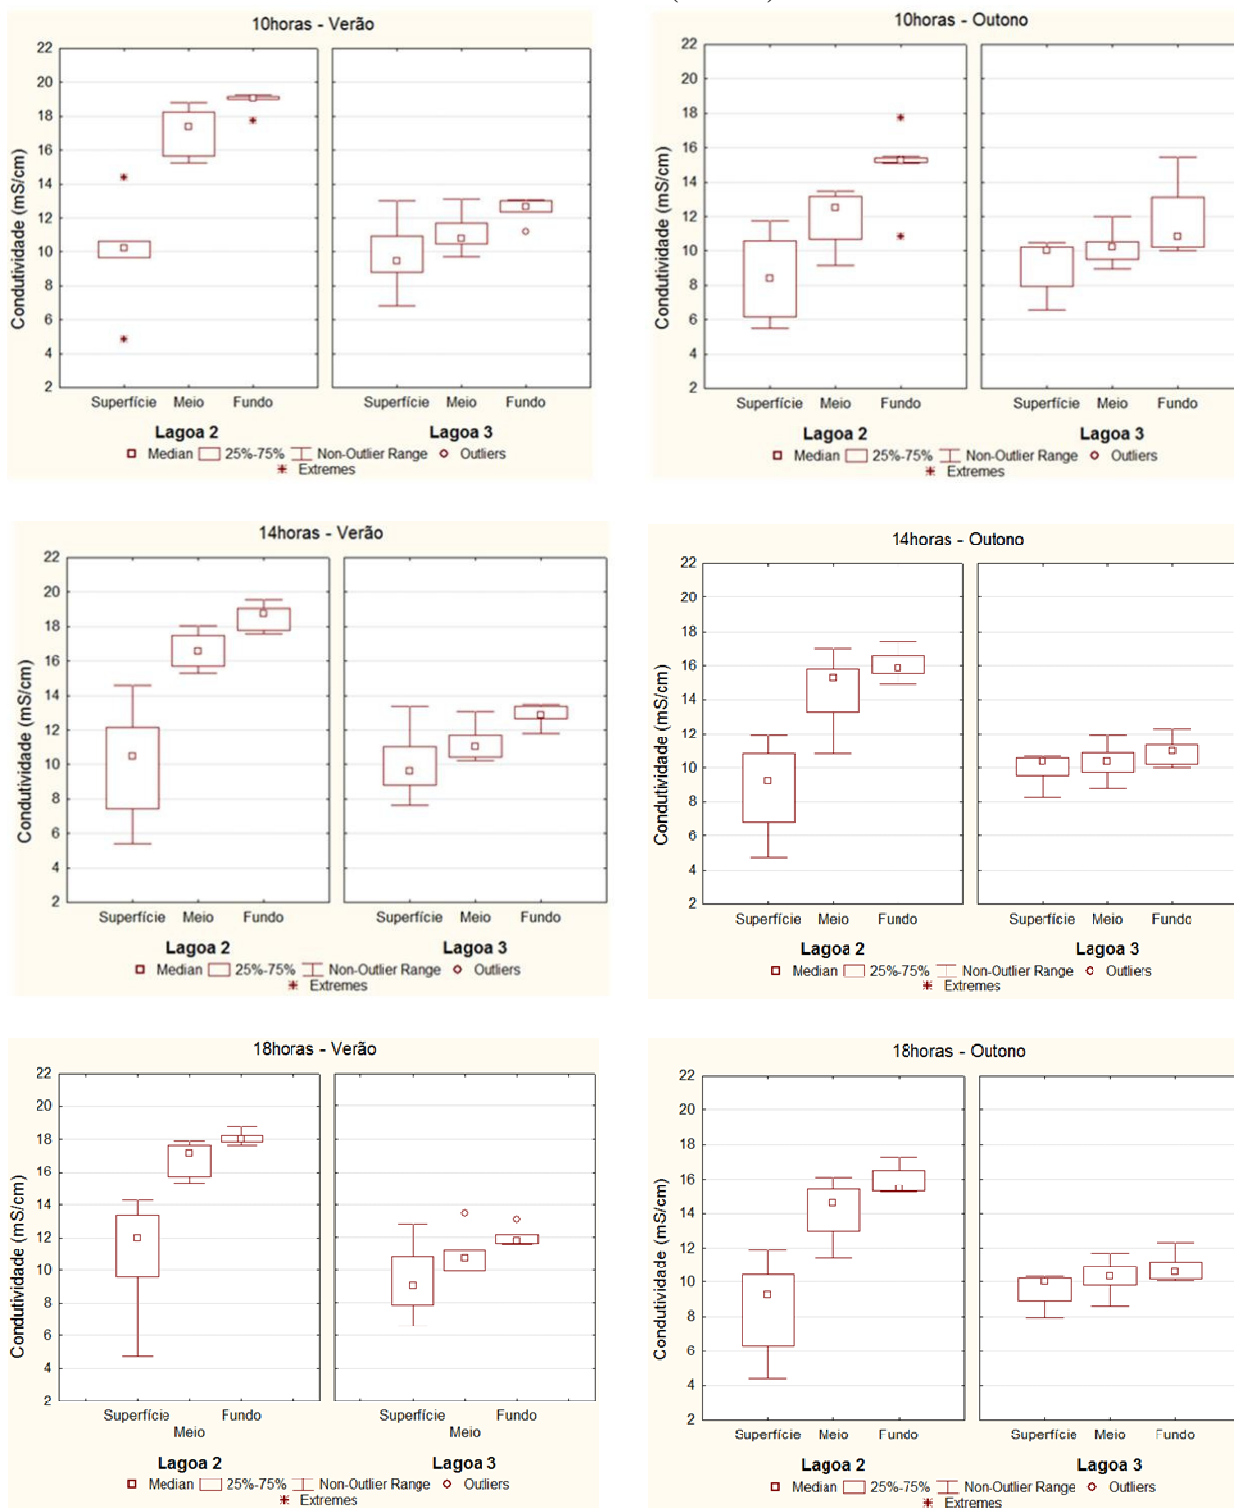 10horas - Verão
Condutividade (mS/cm)
22
20
18
16
14
12
10
8
6
4
2
Superfície Meio Fundo Superfície Meio Fundo
Lagoa 2 Lagoa 3
Median 25%-75% Non-Outlier Range Outliers
Extremes
10horas - Outono
Condutividade (mS/cm)
22
20
18
16
14
12
10
8
6
4
2
Superfície Meio Fundo Superfície Meio Fundo
Lagoa 2 Lagoa 3
Median 25%-75% Non-Outlier Range Outliers
Extremes
14horas - Verão
Condutividade (mS/cm)
22
20
18
16
14
12
10
8
6
4
2
Superfície Meio Fundo Superfície Meio Fundo
Lagoa 2 Lagoa 3
Median 25%-75% Non-Outlier Range Outliers
Extremes
14horas - Outono
Condutividade (mS/cm)
22
20
18
16
14
12
10
8
6
4
2
Superfície Meio Fundo Superfície Meio Fundo
Lagoa 2 Lagoa 3
Median 25%-75% Non-Outlier Range Outliers
Extremes
18horas - Verão
Condutividade (mS/cm)
22
20
18
16
14
12
10
8
6
4
2
Superfície Fundo Superfície Fundo
Meio Meio
Lagoa 2 Lagoa 3
Median 25%-75% Non-Outlier Range Outliers
Extremes
18horas - Outono
Condutividade (mS/cm)
22
20
18
16
14
12
10
8
6
4
2
Superfície Meio Fundo Superfície Meio Fundo
Lagoa 2 Lagoa 3
Median 25%-75% Non-Outlier Range Outliers
Extremes